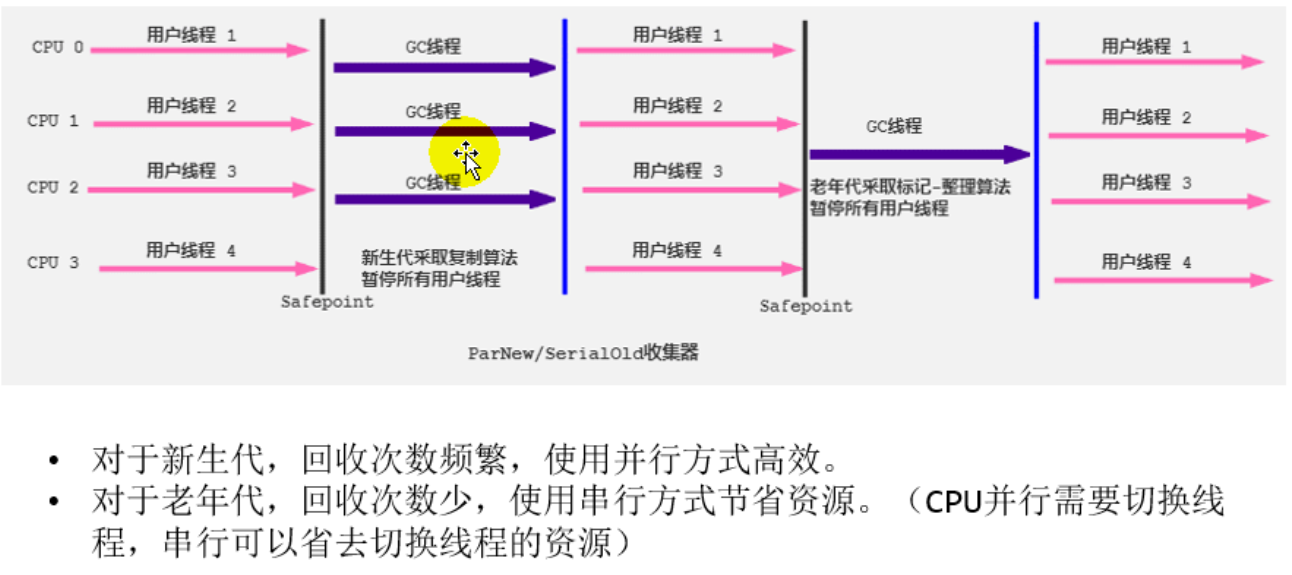 CPU 0
用户线程 1
GC线程
用户线程 1
用户线程 1
CPU 1
用户线程 2
GC线程
用户线程 2
GC线程
用户线程 2
CPU 2
用户线程 3
GC线程
用户线程 3
老年代采取标记-整理算法
暂停所有用户线程
用户线程 3
CPU 3
用户线程 4
新生代采取复制算法
暂停所有用户线程
用户线程 4
用户线程 4
Safepoint
Safepoint
ParNew/SerialOld收集器
• 对于新生代，回收次数频繁，使用并行方式高效。
• 对于老年代，回收次数少，使用串行方式节省资源。（CPU并行需要切换线
程，串行可以省去切换线程的资源）